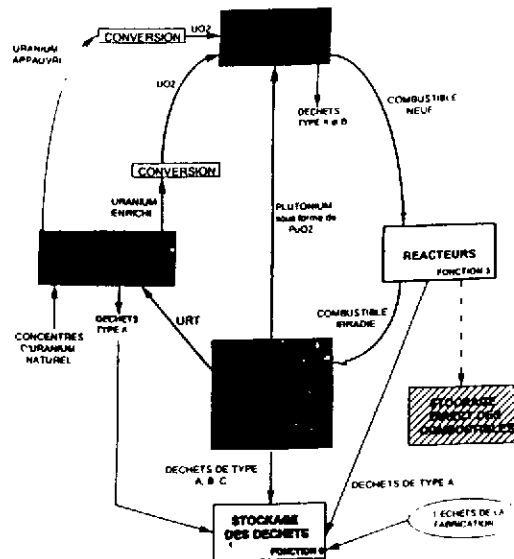 URANIUM
APPAUVRI
CONVERSION
UO2
UO2
DECHETS
TYPE A et B
COMBUSTIBLE
NEUF
CONVERSION
URANIUM
ENRICHI
PLUTONIUM
sous forme de
PuO2
REACTEURS
FONCTION 3
CONCENTRES
D'URANIUM
NATUREL
DECHETS
TYPE A
URT
COMBUSTIBLE
IRRADIE
STOCKAGE
DIRECT DES
COMBUSTIBLES
DECHETS DE TYPE
A, B, C
DECHETS DE TYPE A
STOCKAGE
DES DECHETS
FONCTION 6
DECHETS DE LA
FABRICATION